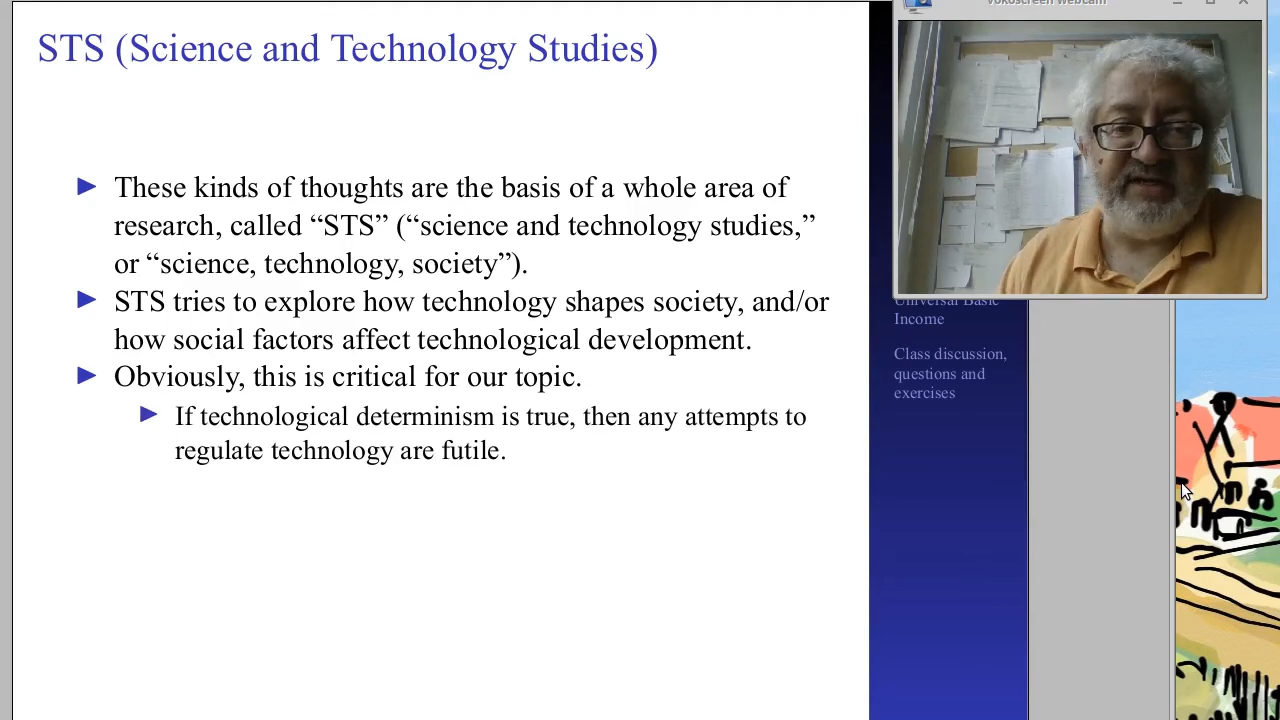 STS (Science and Technology Studies)
vokoscreen webcam
These kinds of thoughts are the basis of a whole area of
research, called “STS” (“science and technology studies,”
or “science, technology, society”).
STS tries to explore how technology shapes society, and/or
how social factors affect technological development.
Obviously, this is critical for our topic.
If technological determinism is true, then any attempts to
regulate technology are futile.
Universal Basic
Income
Class discussion,
questions and
exercises